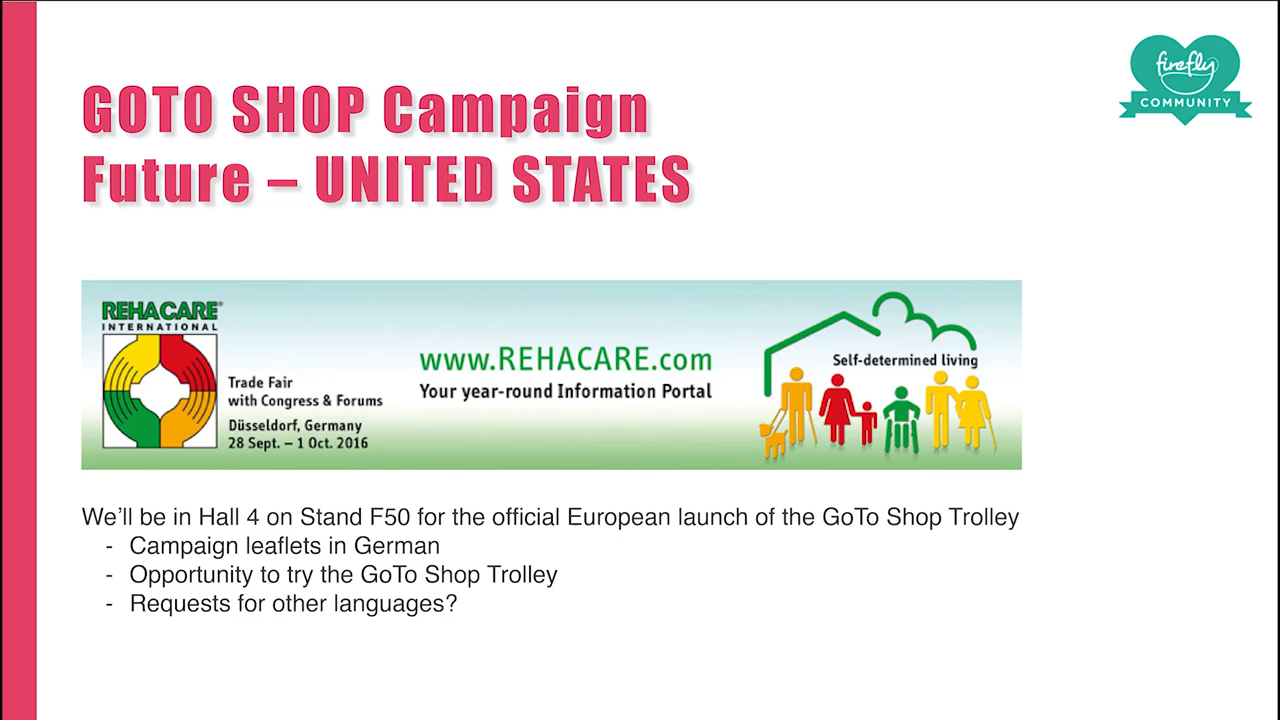 firefly
COMMUNITY
GOTO SHOP Campaign
Future – UNITED STATES
REHACARE®
INTERNATIONAL
Trade Fair
with Congress & Forums
Düsseldorf, Germany
28 Sept. – 1 Oct. 2016
www.REHACARE.com
Your year-round Information Portal
Self-determined living
We’ll be in Hall 4 on Stand F50 for the official European launch of the GoTo Shop Trolley
- Campaign leaflets in German
- Opportunity to try the GoTo Shop Trolley
- Requests for other languages?